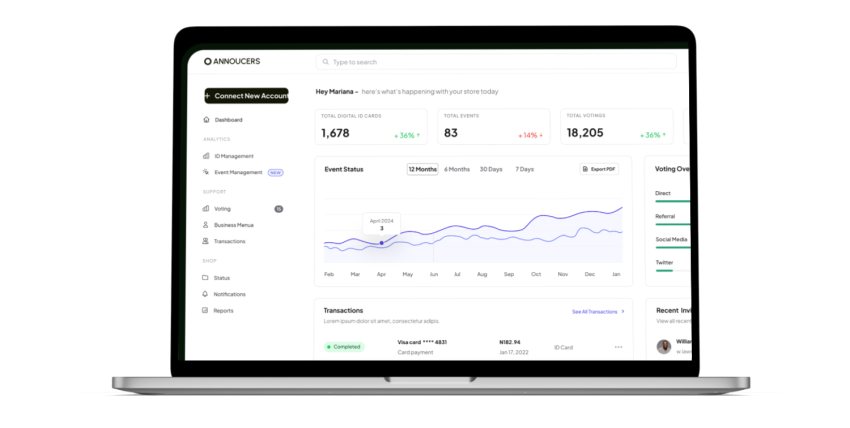 ANNOUCERS
Type to search
+ Connect New Account
Hey Mariana - here's what's happening with your store today
Dashboard
ANALYTICS
ID Management
Event Management NEW
SUPPORT
Voting
Business Menua
Transactions
SHOP
Status
Notifications
Reports
TOTAL DIGITAL ID CARDS
1,678 +36% ↑
TOTAL EVENTS
83 +14%
TOTAL VOTINGS
18,205 +36% ↑
Event Status 12 Months 6 Months 30 Days 7 Days Export PDF
April 2024
3
Feb Mar Apr May Jun Jul Aug Sep Oct Nov Dec Jan
Voting Ove
Direct
Referral
Social Media
Twitter
Transactions See All Transactions >
Lorem ipsum dolor sit amet, consectetur adipis.
Completed Visa card **** 4831 N182.94 ID Card ···
Card payment Jan 17, 2022
Recent Invi
View all recen
Willian